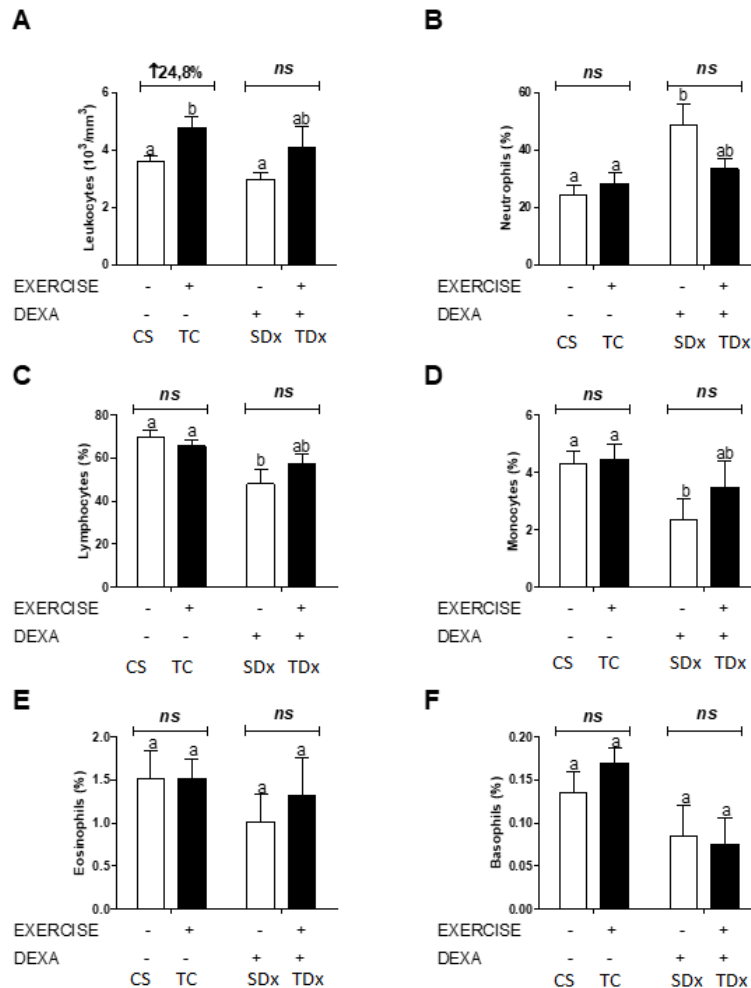 A
↑24,8%
ns
Leukocytes (10³/mm³)
6
4
2
0
a
b
a
ab
EXERCISE - + - +
DEXA - - + +
CS TC SDx TDx
B
ns
ns
Neutrophils (%)
60
40
20
0
a
a
b
ab
EXERCISE - + - +
DEXA - - + +
CS TC SDx TDx
C
ns
ns
Lymphocytes (%)
80
60
40
20
0
a
a
b
ab
EXERCISE - + - +
DEXA - - + +
CS TC SDx TDx
D
ns
ns
Monocytes (%)
6
4
2
0
a
a
b
ab
EXERCISE - + - +
DEXA - - + +
CS TC SDx TDx
E
ns
ns
Eosinophils (%)
2.0
1.5
1.0
0.5
0.0
a
a
a
a
EXERCISE - + - +
DEXA - - + +
CS TC SDx TDx
F
ns
ns
Basophils (%)
0.20
0.15
0.10
0.05
0.00
a
a
a
a
EXERCISE - + - +
DEXA - - + +
CS TC SDx TDx